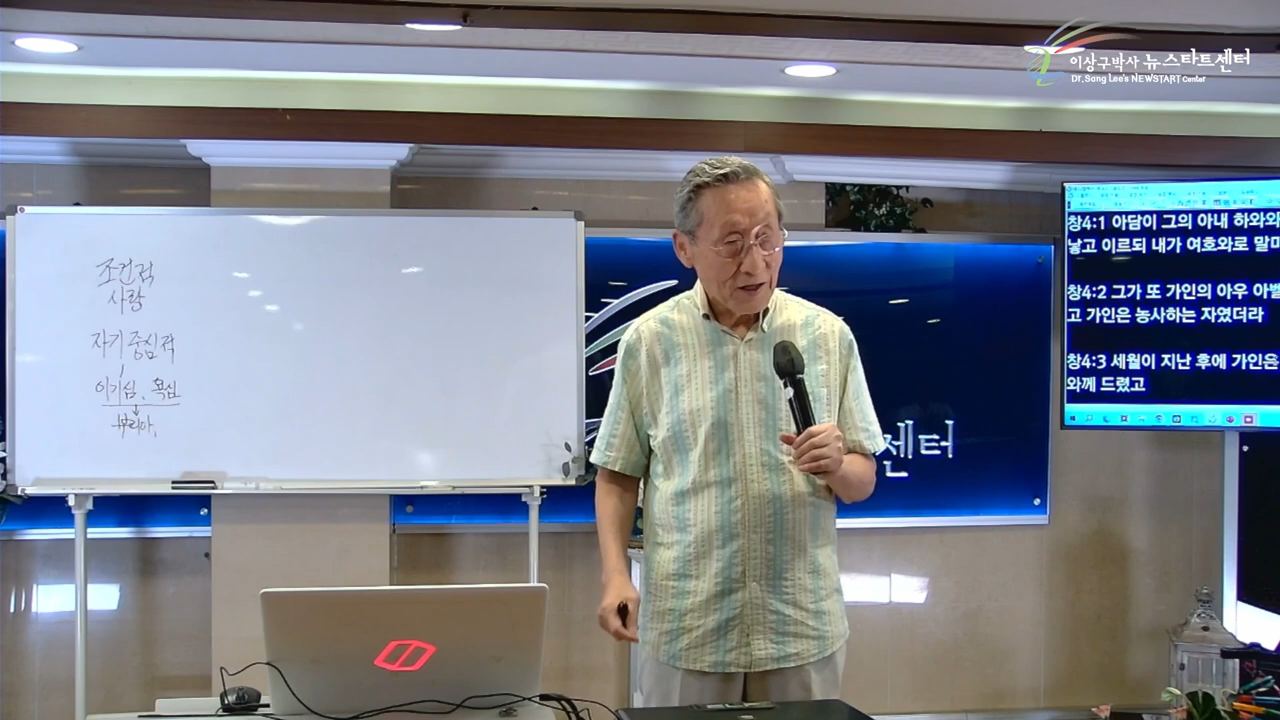 이상구박사 뉴스타트센터
Dr. Sang Lee's NEWSTART Center
조건적
사랑
자기중심적
이기심, 욕심
센터
창4:1 아담이 그의 아내 하와와
낳고 이르되 내가 여호와로 말미
창4:2 그가 또 가인의 아우 아벨
고 가인은 농사하는 자였더라
창4:3 세월이 지난 후에 가인은
와께 드렸고